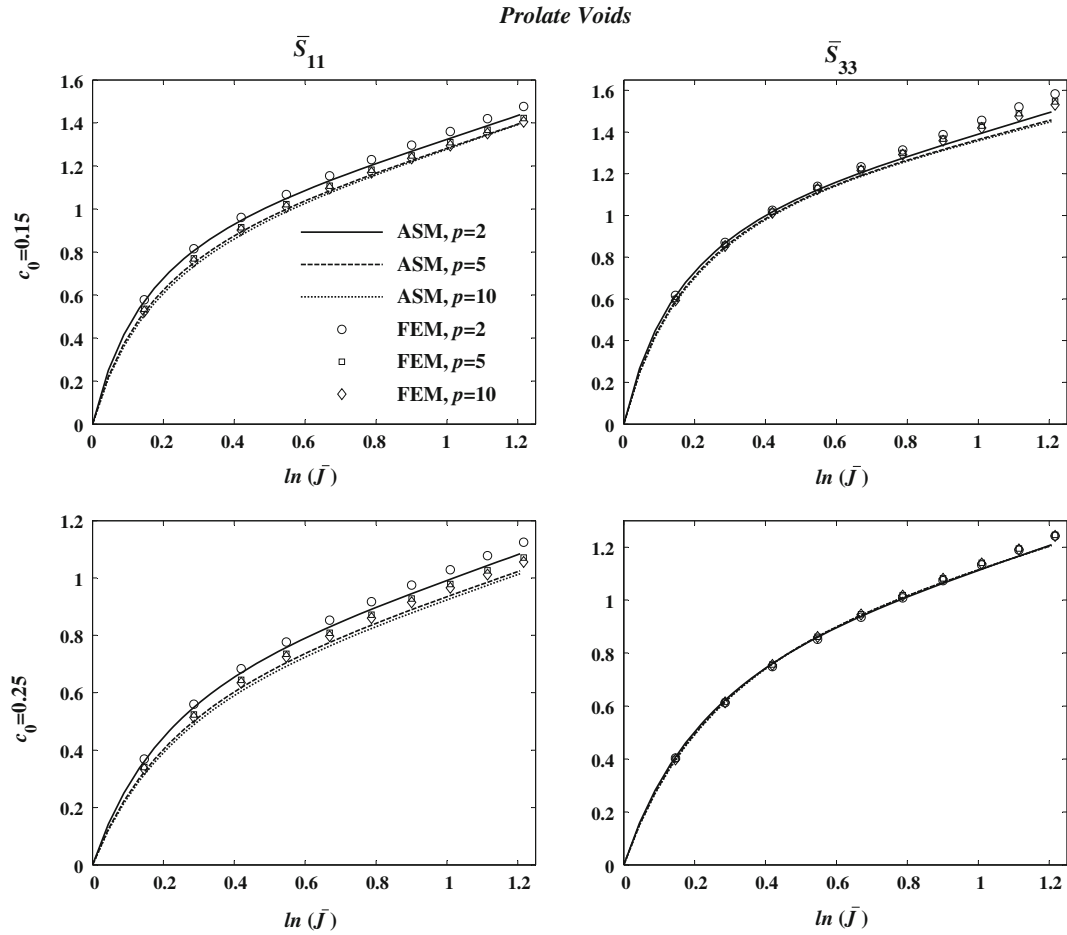 Prolate Voids
S̄₁₁
S̄₃₃
1.6
1.4
1.2
1
0.8
0.6
0.4
0.2
0
c₀=0.15
ASM, p=2
ASM, p=5
ASM, p=10
FEM, p=2
FEM, p=5
FEM, p=10
0 0.2 0.4 0.6 0.8 1 1.2
ln (J̄)
1.6
1.4
1.2
1
0.8
0.6
0.4
0.2
0
0 0.2 0.4 0.6 0.8 1 1.2
ln (J̄)
1.2
1
0.8
0.6
0.4
0.2
0
c₀=0.25
0 0.2 0.4 0.6 0.8 1 1.2
ln (J̄)
1.2
1
0.8
0.6
0.4
0.2
0
0 0.2 0.4 0.6 0.8 1 1.2
ln (J̄)